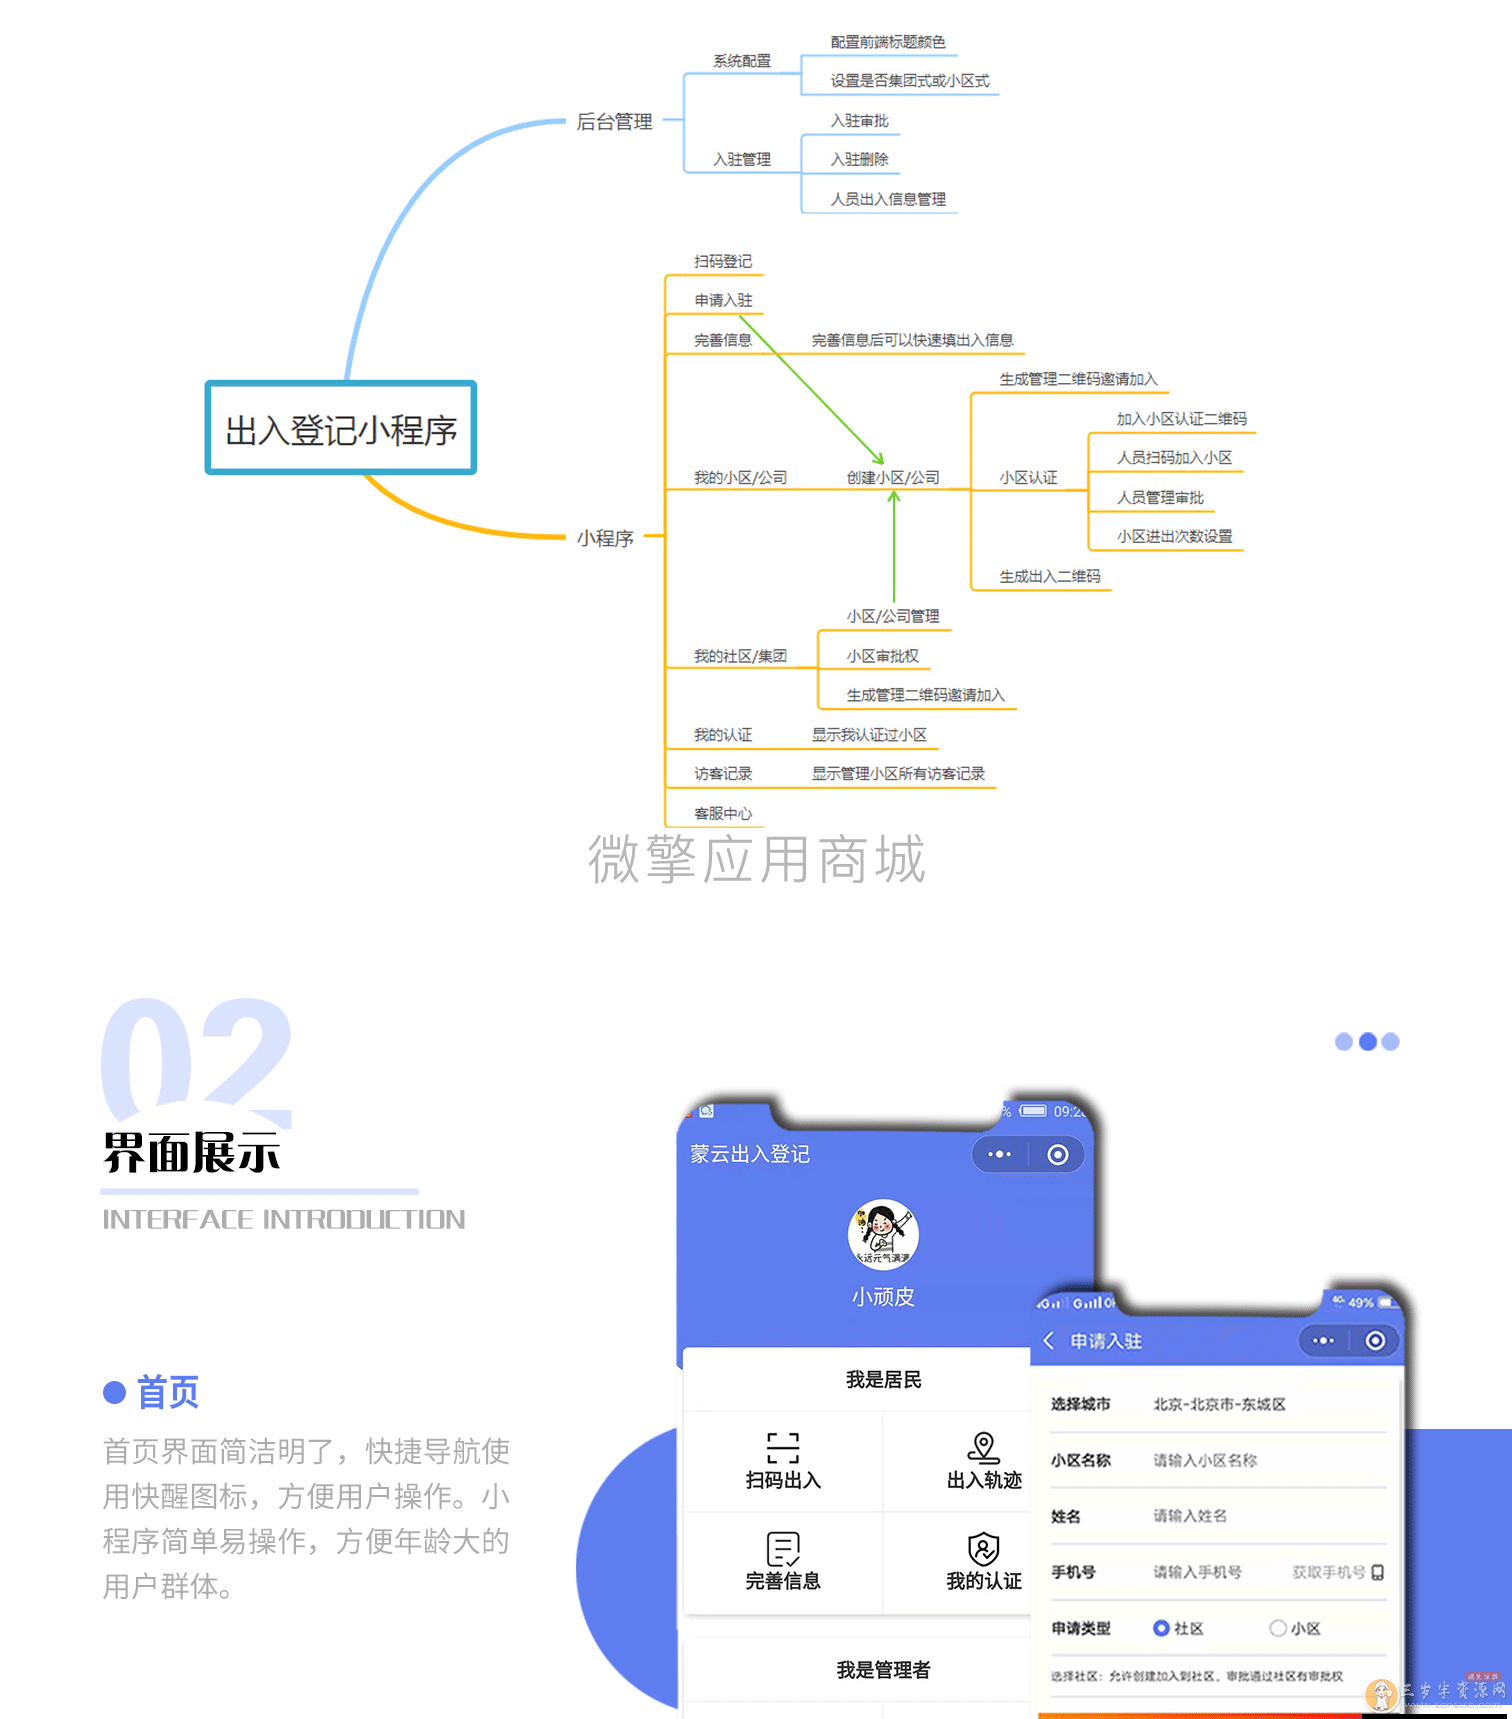 配置前端标题颜色
系统配置
设置是否集团式或小区式
后台管理
入驻审批
入驻管理
入驻删除
人员出入信息管理
扫码登记
申请入驻
完善信息
完善信息后可以快速填出入信息
生成管理二维码邀请加入
出入登记小程序
加入小区认证二维码
人员扫码加入小区
我的小区/公司
创建小区/公司
小区认证
人员管理审批
小程序
小区进出次数设置
生成出入二维码
小区/公司管理
我的社区/集团
小区审批权
生成管理二维码邀请加入
我的认证
显示我认证过小区
访客记录
显示管理小区所有访客记录
客服中心
微擎应用商城
02
界面展示
INTERFACE INTRODUCTION
首页
首页界面简洁明了，快捷导航使
用快醒图标，方便用户操作。小
程序简单易操作，方便年龄大的
用户群体。
% 09:28
蒙云出入登记
永远元气满满
小顽皮
我是居民
扫码出入
出入轨迹
完善信息
我的认证
我是管理者
4G 49%
申请入驻
选择城市 北京-北京市-东城区
小区名称 请输入小区名称
姓名 请输入姓名
手机号 请输入手机号 获取手机号
申请类型 社区 小区
选择社区：允许创建加入到社区，审批通过社区有审批权
三岁半资源网